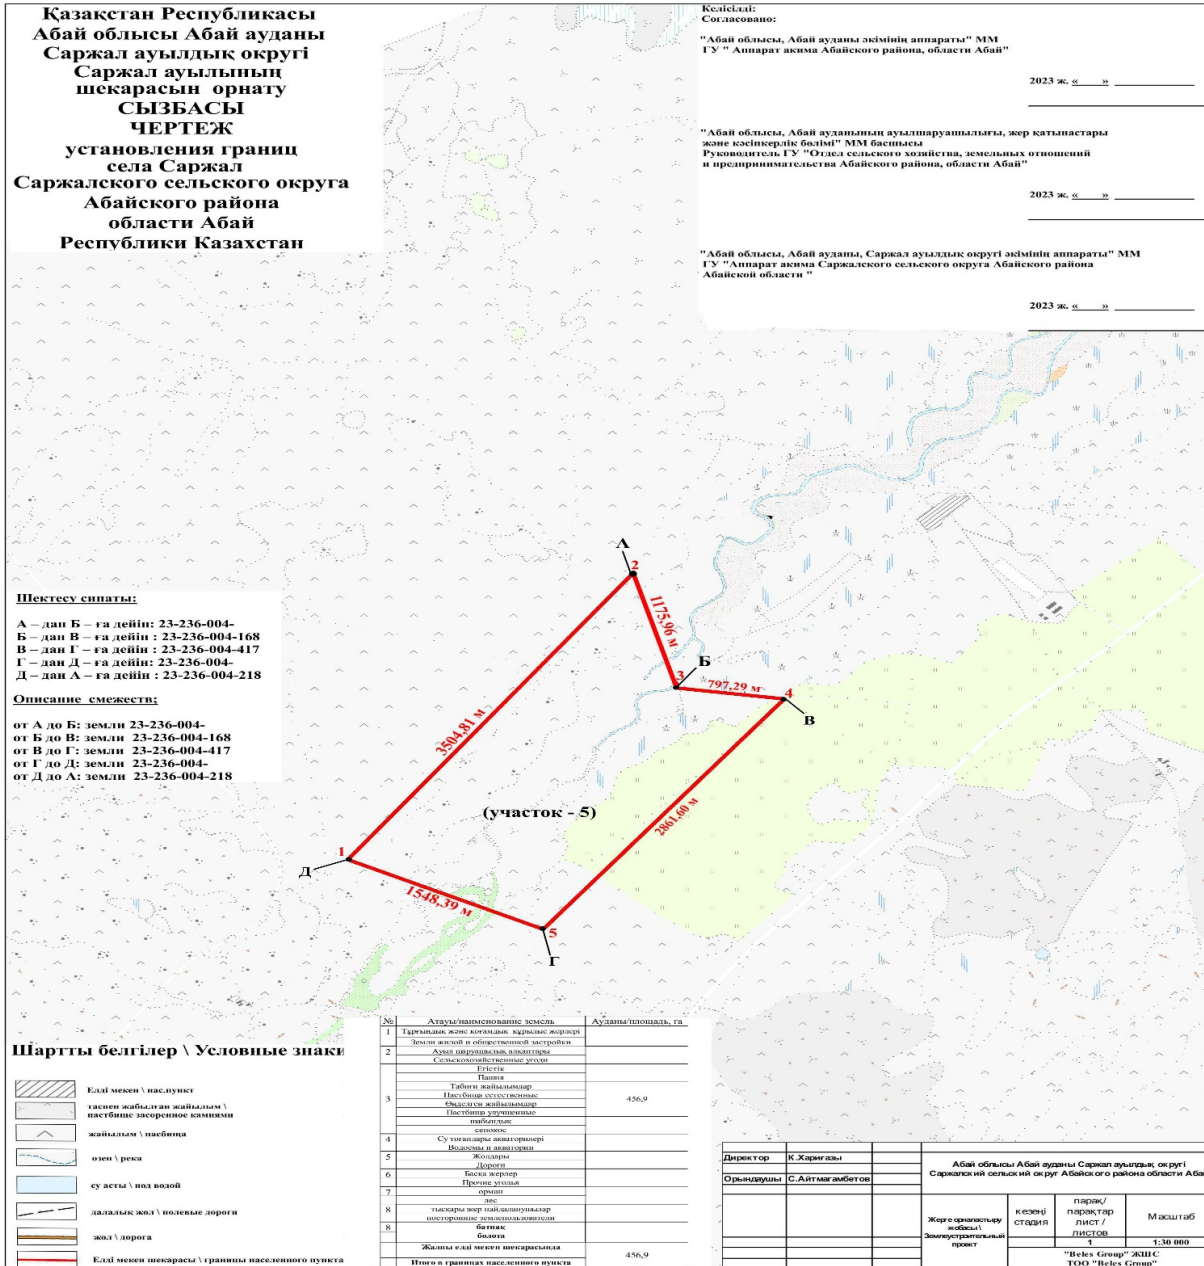 Қазақстан Республикасы
Абай облысы Абай ауданы
Саржал ауылдық округі
Саржал ауылының
шекарасын орнату
СЫЗБАСЫ
ЧЕРТЕЖ
установления границ
села Саржал
Саржалского сельского округа
Абайского района
области Абай
Республики Казахстан
Келісілді:
Согласовано:
"Абай облысы, Абай ауданы әкімінің аппараты" ММ
ГУ " Аппарат акима Абайского района, области Абай"
2023 ж. « »
"Абай облысы, Абай ауданының ауылшаруашылығы, жер қатынастары
және кәсіпкерлік бөлімі" ММ басшысы
Руководитель ГУ "Отдел сельского хозяйства, земельных отношений
и предпринимательства Абайского района, области Абай"
2023 ж. « »
"Абай облысы, Абай ауданы, Саржал ауылдық округі әкімінің аппараты" ММ
ГУ "Аппарат акима Саржалского сельского округа Абайского района
Абайской области "
2023 ж. « »
А
2
1175,96 м
Б
3
797,29 м
4
В
3504,81 м
2861,60 м
(участок - 5)
1
Д
1548,39 м
5
Г
Шектесу сипаты:
А – дан Б – ға дейін: 23-236-004-
Б – дан В – ға дейін : 23-236-004-168
В – дан Г – ға дейін: 23-236-004-417
Г – дан Д – ға дейін: 23-236-004-
Д – дан А – ға дейін : 23-236-004-218
Описание смежеств:
от А до Б: земли 23-236-004-
от Б до В: земли 23-236-004-168
от В до Г: земли 23-236-004-417
от Г до Д: земли 23-236-004-
от Д до А: земли 23-236-004-218
Шартты белгілер \ Условные знаки
Елді мекен \ нас.пункт
таспен жабылған жайылым \
пастбище засоренное камнями
жайылым \ пасбища
өзен \ река
су асты \ под водой
далалық жол \ полевые дороги
жол \ дорога
Елді мекен шекарасы \ границы населенного пункта
№ Атауы/наименование земель Ауданы/площадь, га
1 Тұрғындық және қоғамдық құрылыс жерлері
Земли жилой и общественной застройки
2 Ауыл шаруашылық алқаптары
Сельскохозяйственные угоди
3 Егістік
Пашня
Табиғи жайылымдар
Пастбища естественные
Өңделген жайылымдар
Пастбища улучшенные
шабындық
сенокос
456,9
4 Су тоғандары акваторилері
Водоемы и акватории
5 Жолдары
Дороги
6 Басқа жерлер
Прочие угодья
7 орман
лес
8 тысқары жер пайдаланушылар
посторонние землепользователи
8 батпак
болота
Жалпы елді мекен шекарасында
Итого в границах населенного пункта
456,9
Директор К.Хариғазы
Орындаушы С.Айтмағамбетов
Абай облысы Абай ауданы Саржал ауылдық округі
Саржалский сельский округ Абайского района области Абай
Жерге орналастыру
жобасы\
Землеустроительный
проект
кезеңі
стадия
парақ/
парақтар
лист /
листов
Масштаб
1 1:30 000
"Beles Group" ЖШС
ТОО "Beles Group"